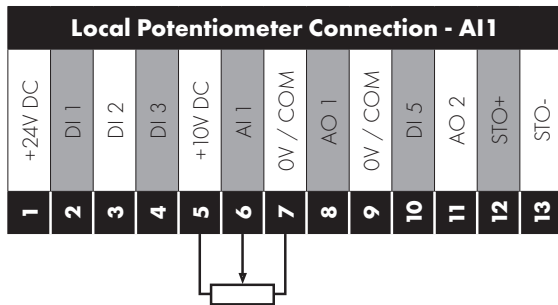 Local Potentiometer Connection - AI1
+24V DC
DI 1
DI 2
DI 3
+10V DC
AI 1
0V / COM
AO 1
0V / COM
DI 5
AO 2
STO+
STO-
1 2 3 4 5 6 7 8 9 10 11 12 13